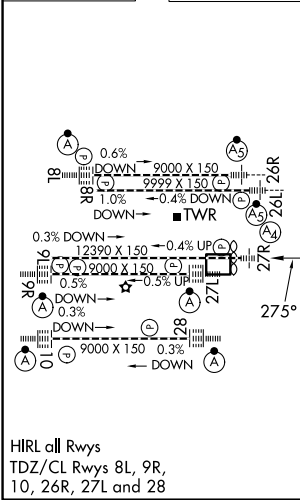 A
P
0.6%
A5
DOWN
9000 X 150
P
26R
8L
9999 X 150
P
8R
1.0%
0.4% DOWN
P
26L
DOWN
TWR
A5
A4
0.3% DOWN
0.4% UP
12390 X 150
27R
9L
P
P
9000 X 150
P
9R
0.5%
0.5% UP
27L
275°
A
DOWN
A
0.3%
DOWN
P
28
P
A
10
9000 X 150
0.3%
A
DOWN
HIRL all Rwys
TDZ/CL Rwys 8L, 9R,
10, 26R, 27L and 28